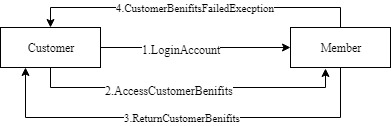 4.CustomerBenifitsFailedExecption
Customer
1.LoginAccount
Member
2.AccessCustomerBenifits
3.ReturnCustomerBenifits